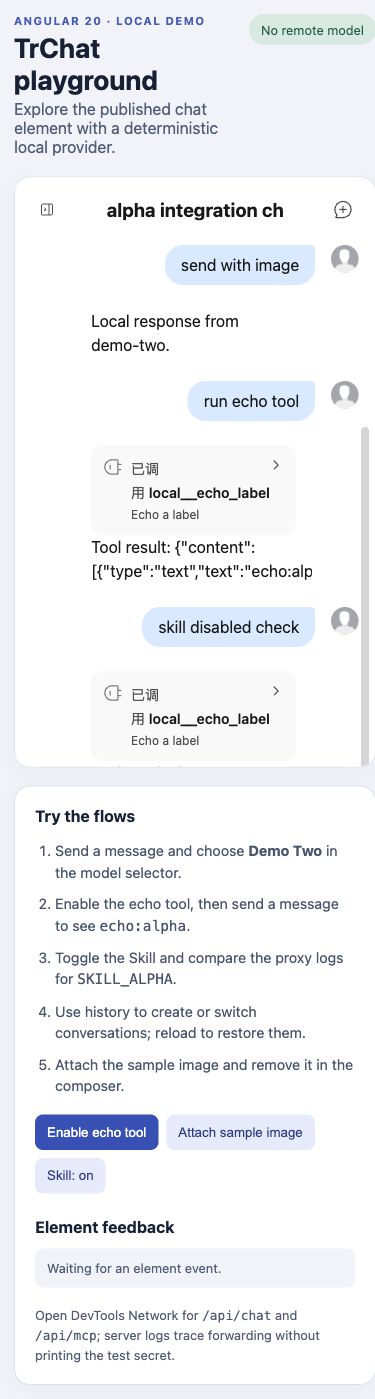 ANGULAR 20 · LOCAL DEMO
No remote model
TrChat
playground
Explore the published chat
element with a deterministic
local provider.
alpha integration ch
send with image
Local response from
demo-two.
run echo tool
已调
用 local__echo_label
Echo a label
Tool result: {"content":
[{"type":"text","text":"echo:alp
skill disabled check
已调
用 local__echo_label
Echo a label
Try the flows
1. Send a message and choose Demo Two in
the model selector.
2. Enable the echo tool, then send a message
to see echo:alpha.
3. Toggle the Skill and compare the proxy logs
for SKILL_ALPHA.
4. Use history to create or switch
conversations; reload to restore them.
5. Attach the sample image and remove it in the
composer.
Enable echo tool
Attach sample image
Skill: on
Element feedback
Waiting for an element event.
Open DevTools Network for /api/chat and
/api/mcp; server logs trace forwarding without
printing the test secret.